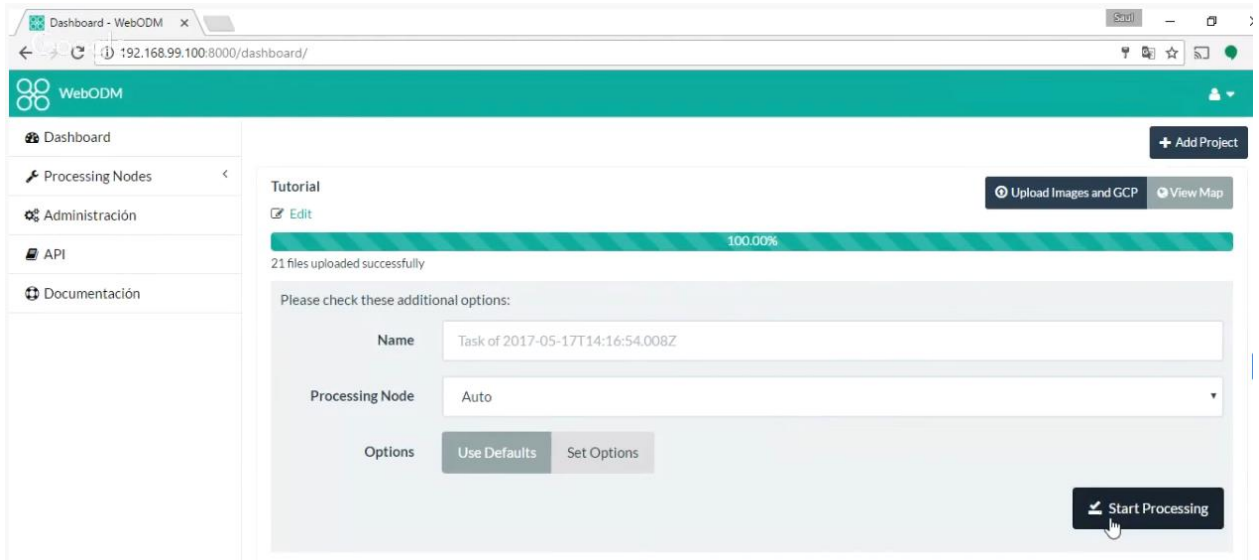 Dashboard - WebODM
Saul
192.168.99.100:8000/dashboard/
WebODM
Dashboard
Add Project
Processing Nodes
Tutorial
Upload Images and GCP
View Map
Administración
Edit
100.00%
API
21 files uploaded successfully
Documentación
Please check these additional options:
Name
Task of 2017-05-17T14:16:54.008Z
Processing Node
Auto
Options
Use Defaults
Set Options
Start Processing